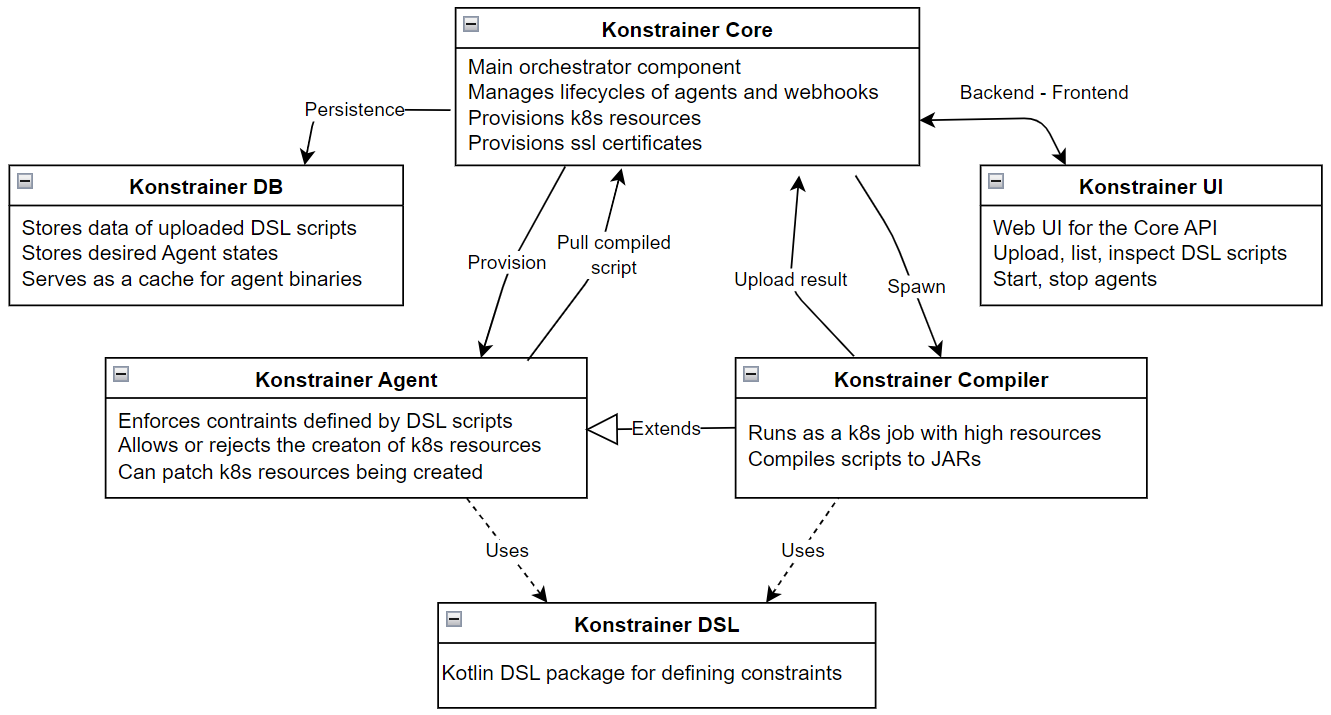 Konstrainer Core
Main orchestrator component
Manages lifecycles of agents and webhooks
Provisions k8s resources
Provisions ssl certificates
Persistence
Backend - Frontend
Konstrainer DB
Stores data of uploaded DSL scripts
Stores desired Agent states
Serves as a cache for agent binaries
Konstrainer UI
Web UI for the Core API
Upload, list, inspect DSL scripts
Start, stop agents
Provision
Pull compiled
script
Upload result
Spawn
Konstrainer Agent
Enforces contraints defined by DSL scripts
Allows or rejects the creaton of k8s resources
Can patch k8s resources being created
Extends
Konstrainer Compiler
Runs as a k8s job with high resources
Compiles scripts to JARs
Uses
Uses
Konstrainer DSL
Kotlin DSL package for defining constraints